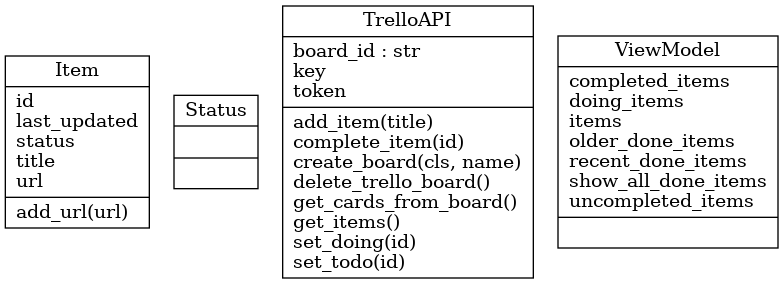 Item
id
last_updated
status
title
url
add_url(url)
Status
TrelloAPI
board_id : str
key
token
add_item(title)
complete_item(id)
create_board(cls, name)
delete_trello_board()
get_cards_from_board()
get_items()
set_doing(id)
set_todo(id)
ViewModel
completed_items
doing_items
items
older_done_items
recent_done_items
show_all_done_items
uncompleted_items